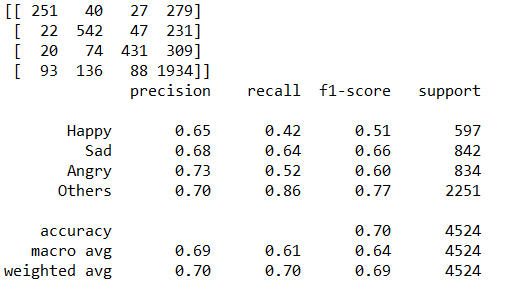 [[ 251 40 27 279]
[ 22 542 47 231]
[ 20 74 431 309]
[ 93 136 88 1934]]
precision recall f1-score support
Happy 0.65 0.42 0.51 597
Sad 0.68 0.64 0.66 842
Angry 0.73 0.52 0.60 834
Others 0.70 0.86 0.77 2251
accuracy 0.70 4524
macro avg 0.69 0.61 0.64 4524
weighted avg 0.70 0.70 0.69 4524